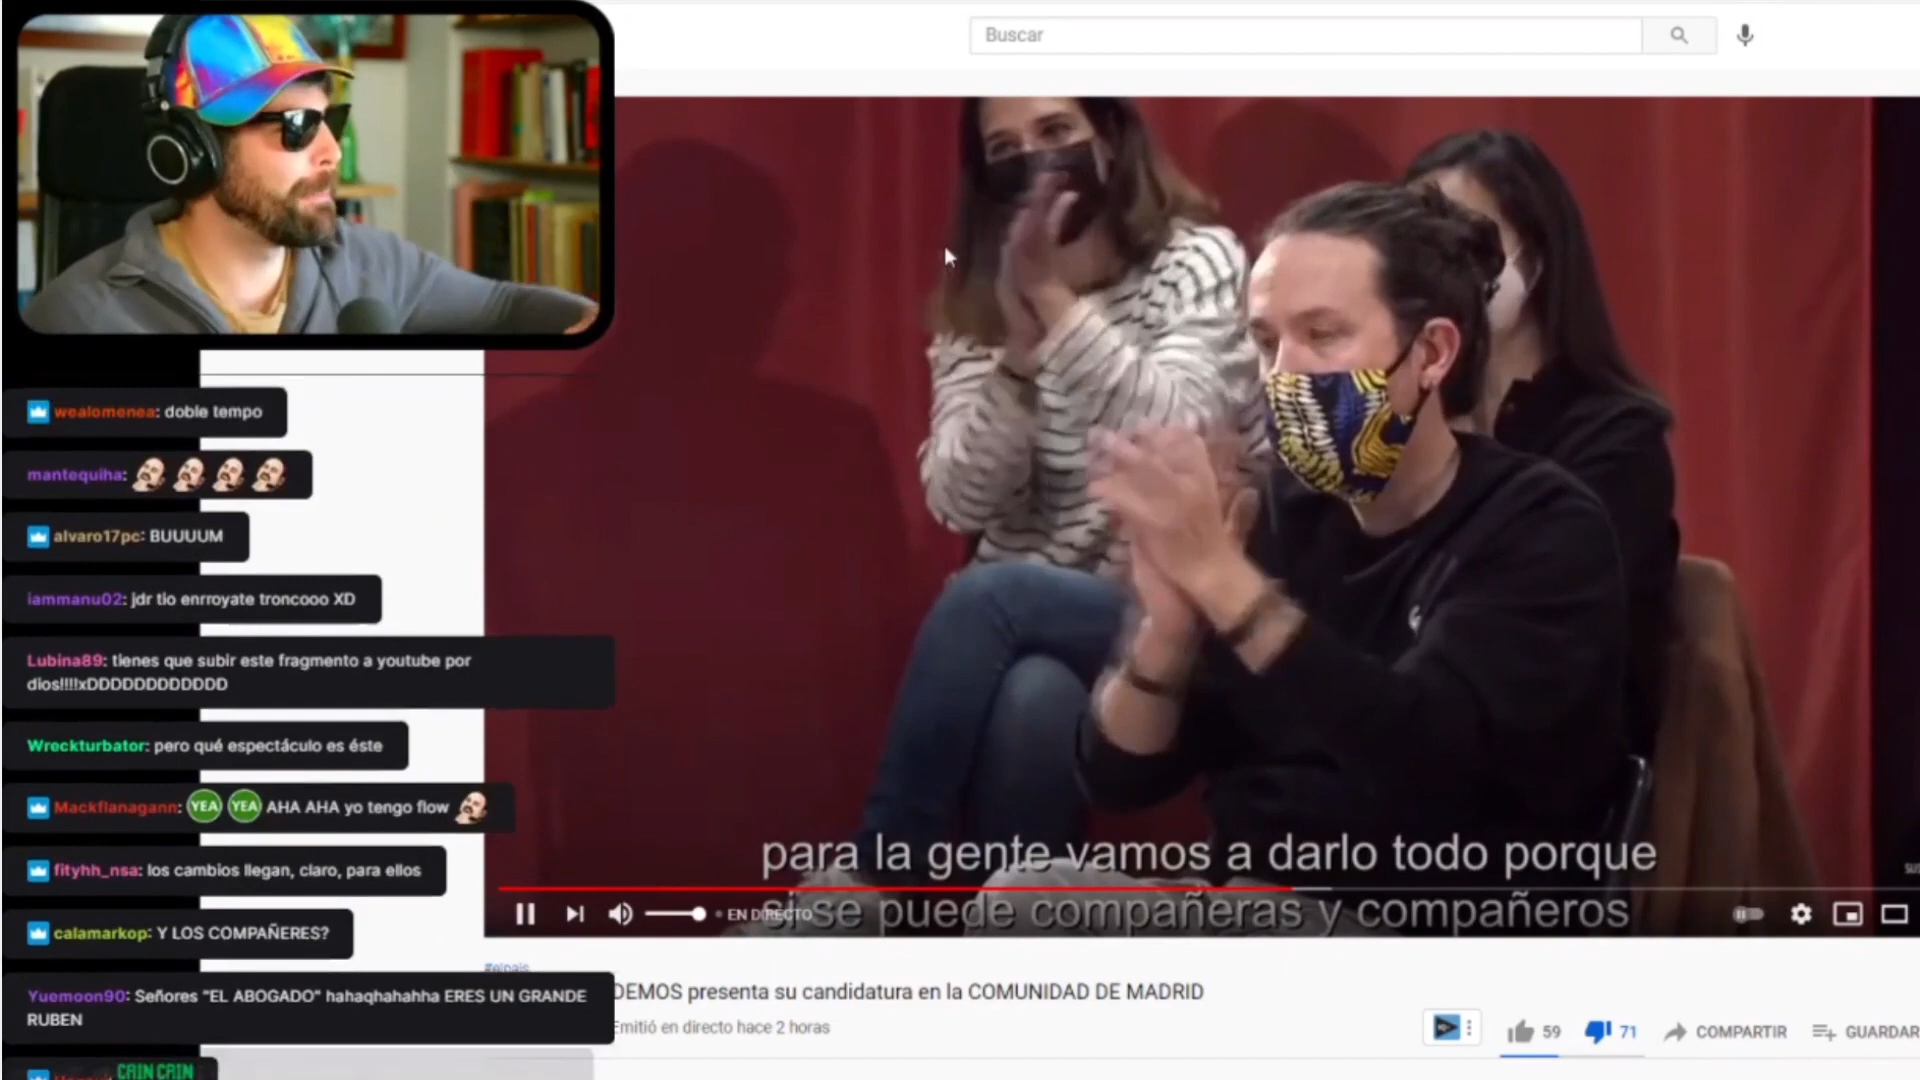 Buscar
wealomenea: doble tempo
mantequiha:
alvaro17pc: BUUUUM
iammanu02: jdr tio enrroyate troncooo XD
Lubina89: tienes que subir este fragmento a youtube por
dios!!!!xDDDDDDDDDDDD
Wreckturbator: pero qué espectáculo es éste
Mackflanagann: YEA YEA AHA AHA yo tengo flow
fityhh_nsa: los cambios llegan, claro, para ellos
calamarkop: Y LOS COMPAÑERES?
Yuemoon90: Señores "EL ABOGADO" hahaqhahahha ERES UN GRANDE
RUBEN
CAIN CAIN
para la gente vamos a darlo todo porque
si se puede compañeras y compañeros
EN DIRECTO
#elpais
DEMOS presenta su candidatura en la COMUNIDAD DE MADRID
Emitió en directo hace 2 horas
59
71
COMPARTIR
GUARDAR